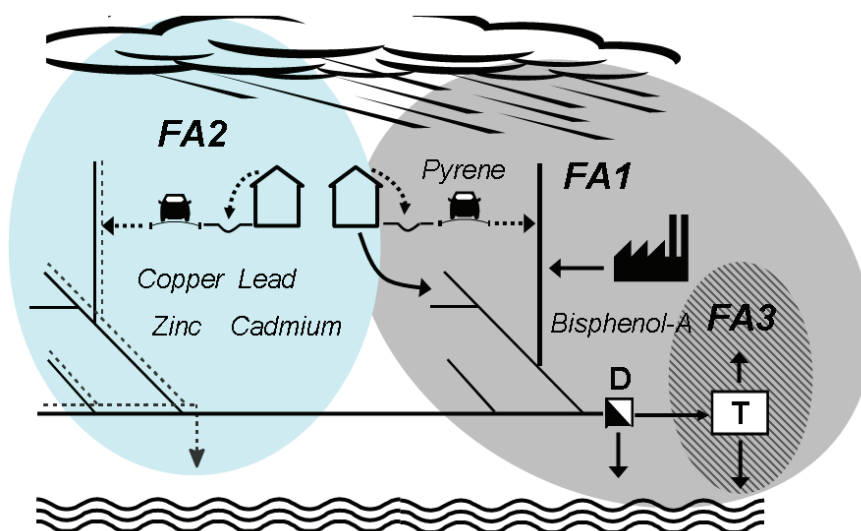 FA2
Pyrene
FA1
Copper Lead
Zinc Cadmium
Bisphenol-A
FA3
D
T